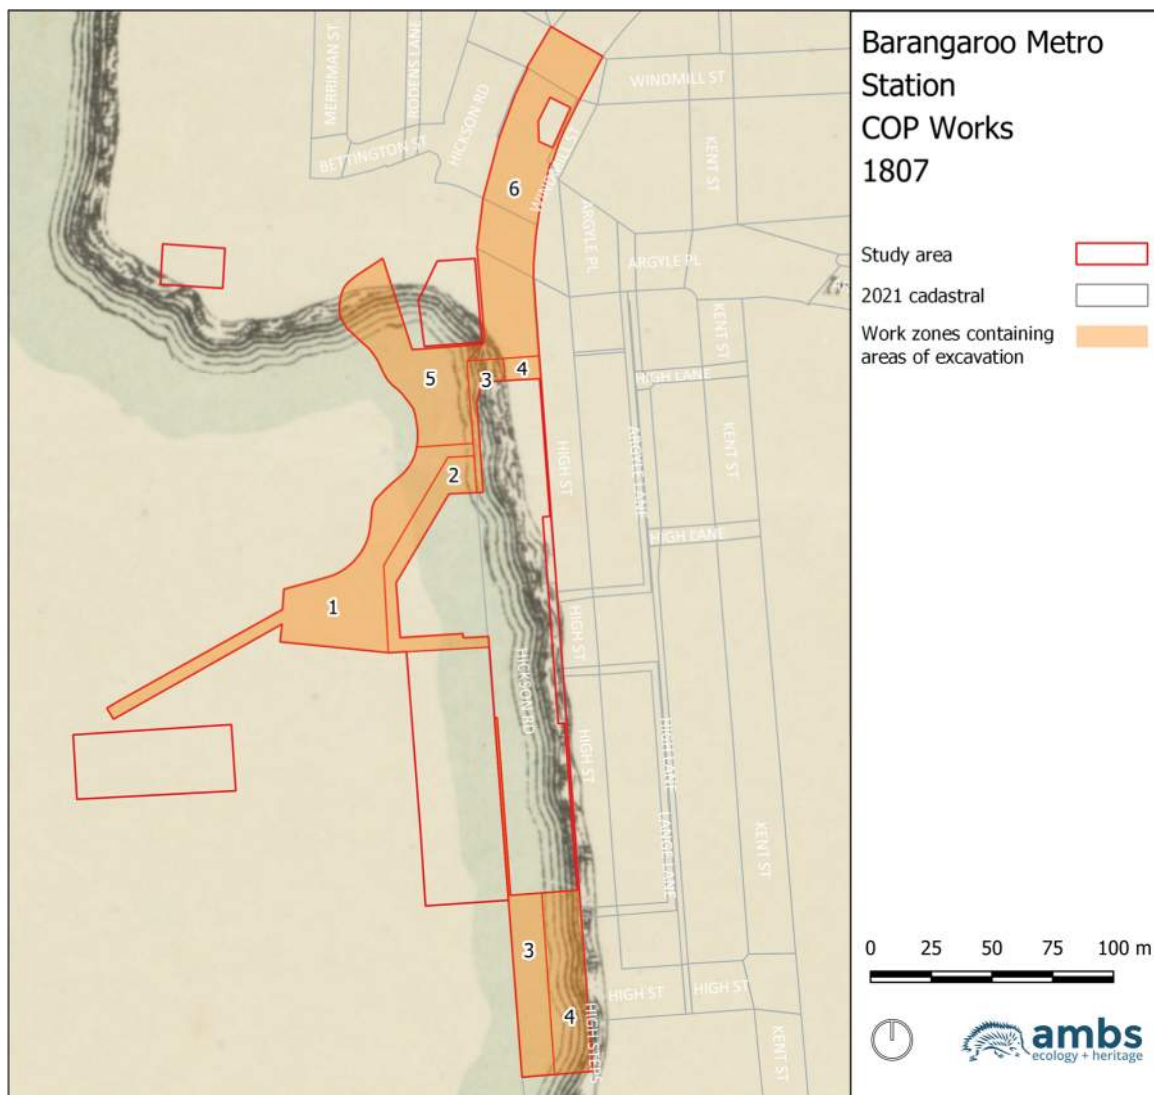 Barangaroo Metro
Station
COP Works
1807
Study area
2021 cadastral
Work zones containing
areas of excavation
0 25 50 75 100 m
ambs
ecology + heritage
MERRIMAN ST
RODENS LANE
HICKSON RD
BETTINGTON ST
WINDMILL ST
WINDMILL ST
KENT ST
6
ARGYLE PL
ARGYLE PL
KENT ST
5
3
4
HIGH LANE
2
HIGH ST
ARGYLE LANE
KENT ST
HIGH LANE
1
HIGH ST
HICKSON RD
HIGH ST
HIGH LANE
LANGE LANE
KENT ST
3
4
HIGH ST
HIGH ST
HIGH STEPS
KENT ST